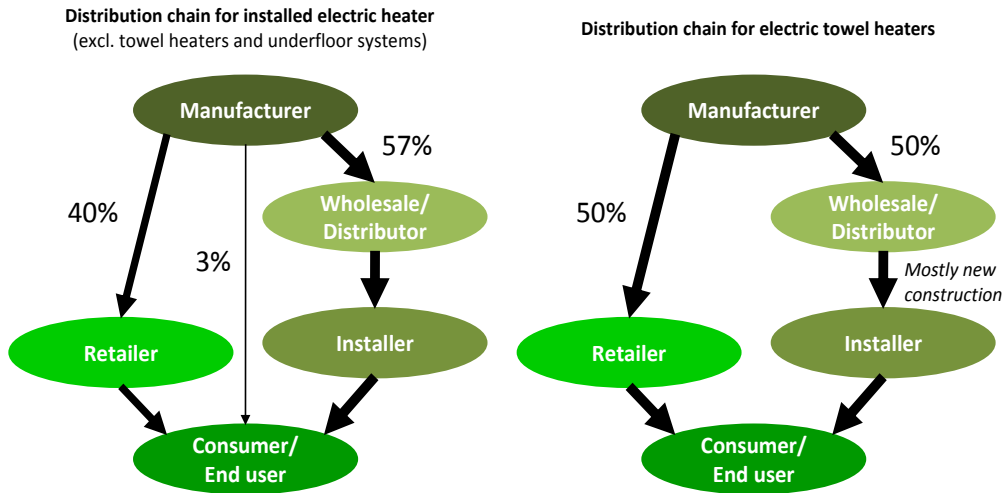 Distribution chain for installed electric heater
(excl. towel heaters and underfloor systems)
Manufacturer
57%
Wholesale/
Distributor
40%
3%
Retailer
Installer
Consumer/
End user
Distribution chain for electric towel heaters
Manufacturer
50%
Wholesale/
Distributor
50%
Mostly new
construction
Retailer
Installer
Consumer/
End user